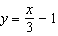 y = x/3 − 1